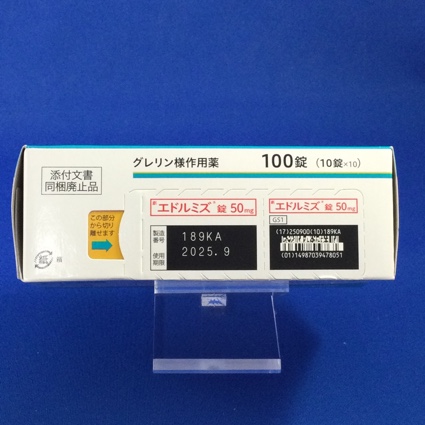 添付文書
同梱廃止品
グレリン様作用薬
100錠 (10錠×10)
この部分
から切り
離せます
エドルミズ®錠 50mg
製造
番号
189KA
使用
期限
2025.9
エドルミズ®錠 50mg
GS1
(17)250900(10)189KA
(01)14987039478051
紙
箱